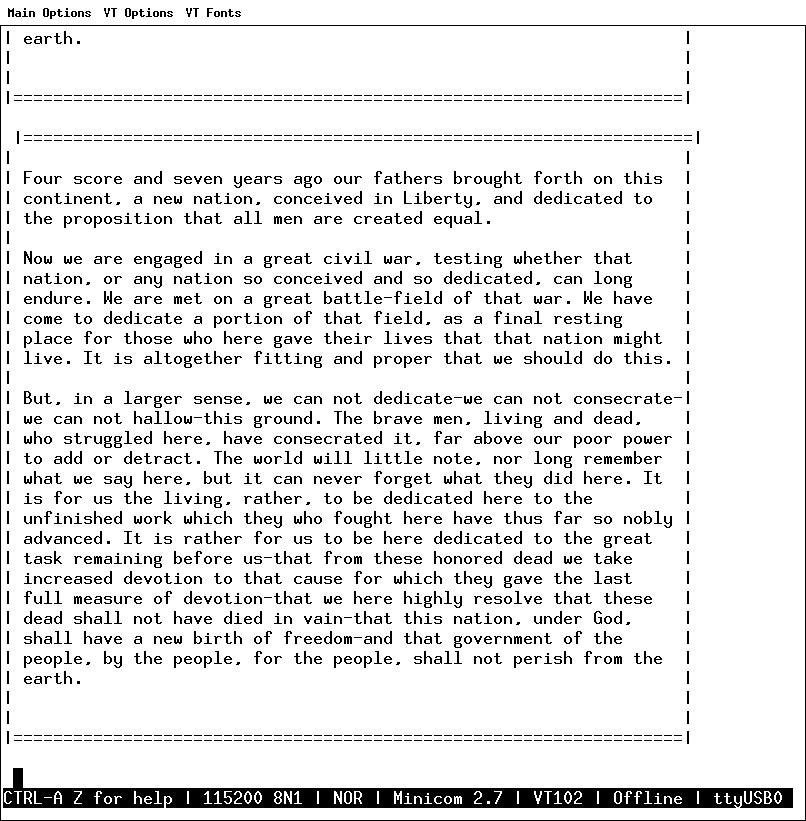 Main Options VT Options VT Fonts
| earth. |
| |
| |
|===================================================================|
|===================================================================|
| |
| Four score and seven years ago our fathers brought forth on this |
| continent, a new nation, conceived in Liberty, and dedicated to |
| the proposition that all men are created equal. |
| |
| Now we are engaged in a great civil war, testing whether that |
| nation, or any nation so conceived and so dedicated, can long |
| endure. We are met on a great battle-field of that war. We have |
| come to dedicate a portion of that field, as a final resting |
| place for those who here gave their lives that that nation might |
| live. It is altogether fitting and proper that we should do this. |
| |
| But, in a larger sense, we can not dedicate-we can not consecrate-|
| we can not hallow-this ground. The brave men, living and dead, |
| who struggled here, have consecrated it, far above our poor power |
| to add or detract. The world will little note, nor long remember |
| what we say here, but it can never forget what they did here. It |
| is for us the living, rather, to be dedicated here to the |
| unfinished work which they who fought here have thus far so nobly |
| advanced. It is rather for us to be here dedicated to the great |
| task remaining before us-that from these honored dead we take |
| increased devotion to that cause for which they gave the last |
| full measure of devotion-that we here highly resolve that these |
| dead shall not have died in vain-that this nation, under God, |
| shall have a new birth of freedom-and that government of the |
| people, by the people, for the people, shall not perish from the |
| earth. |
| |
| |
|===================================================================|
CTRL-A Z for help | 115200 8N1 | NOR | Minicom 2.7 | VT102 | Offline | ttyUSB0